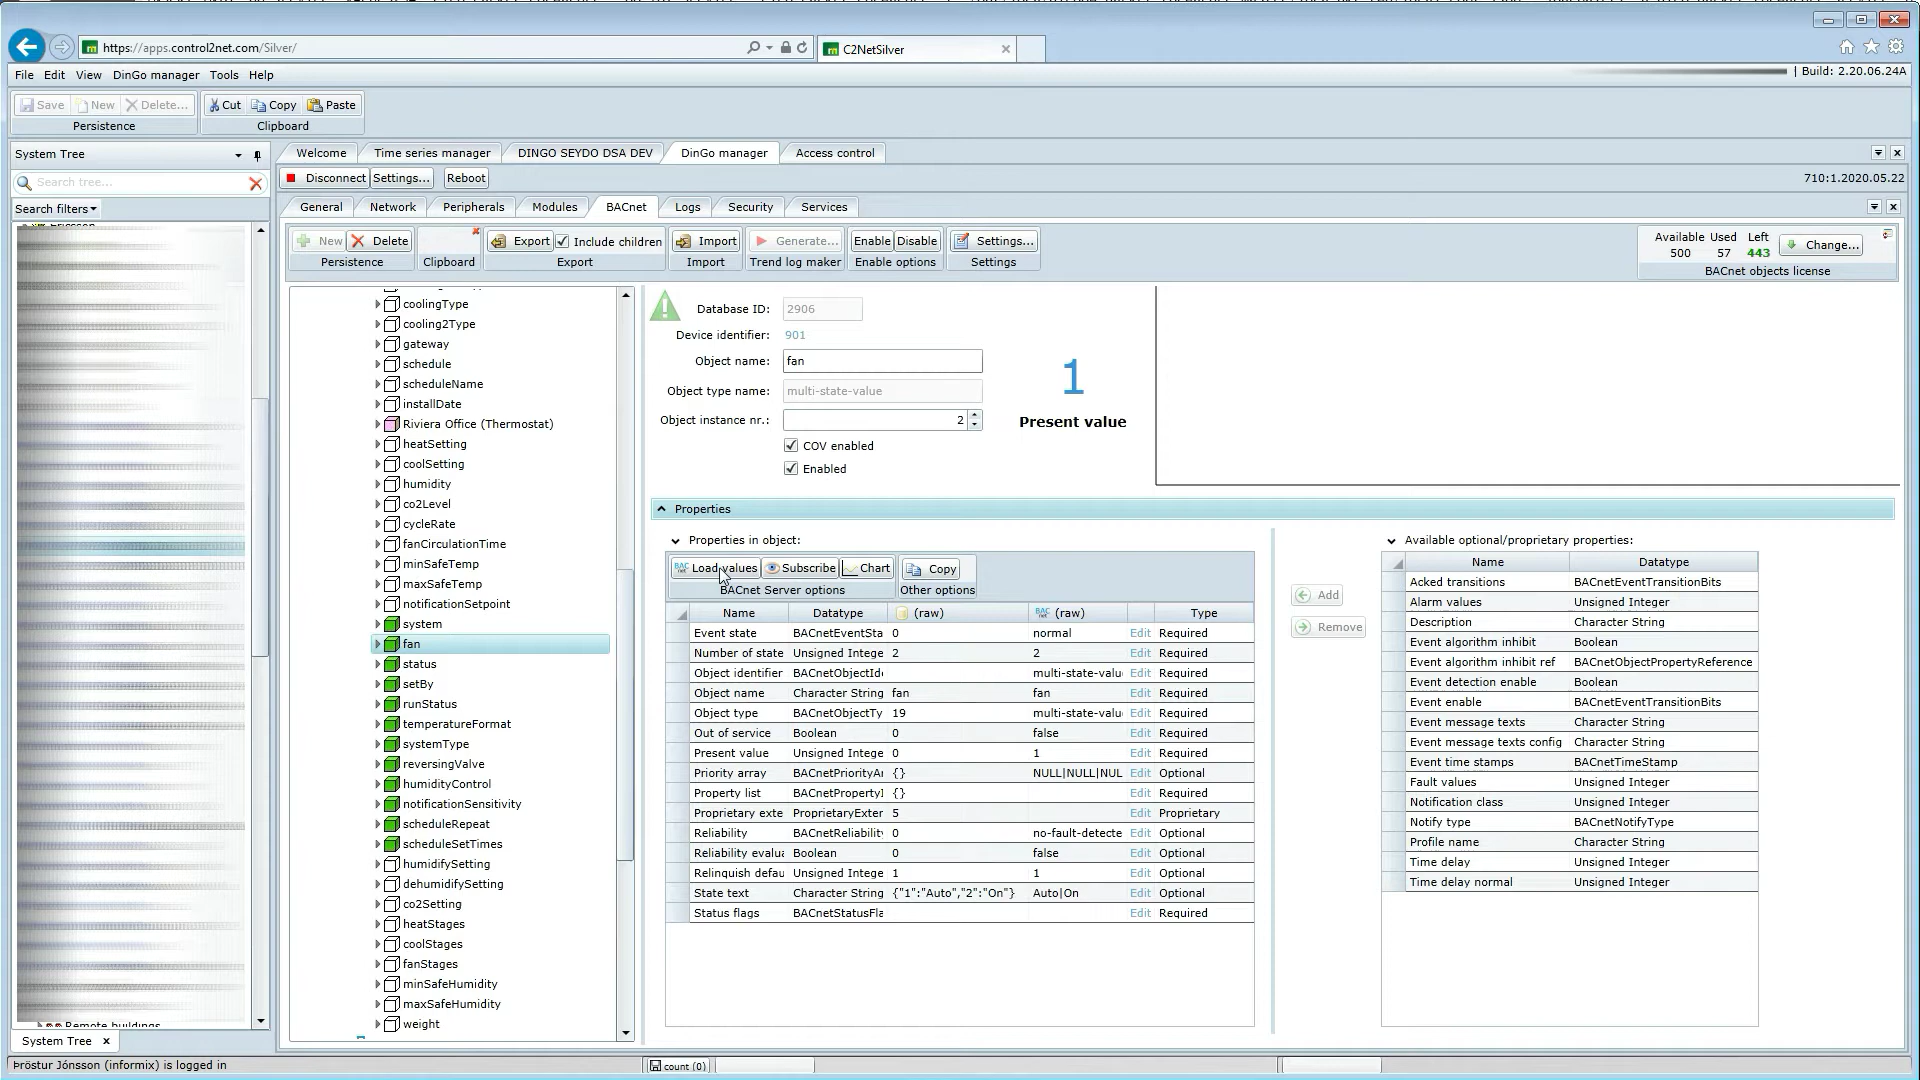 https://apps.control2net.com/Silver/
C2NetSilver
File Edit View DinGo manager Tools Help
| Build: 2.20.06.24A
Save New Delete... Cut Copy Paste
Persistence Clipboard
System Tree
Welcome Time series manager DINGO SEYDO DSA DEV DinGo manager Access control
Search tree...
Disconnect Settings... Reboot
710:1.2020.05.22
Search filters
General Network Peripherals Modules BACnet Logs Security Services
New Delete Export Include children Import Generate... Enable Disable Settings...
Persistence Clipboard Export Import Trend log maker Enable options Settings
Available Used Left
500 57 443 Change...
BACnet objects license
coolingType
cooling2Type
gateway
schedule
scheduleName
installDate
Riviera Office (Thermostat)
heatSetting
coolSetting
humidity
co2Level
cycleRate
fanCirculationTime
minSafeTemp
maxSafeTemp
notificationSetpoint
system
fan
status
setBy
runStatus
temperatureFormat
systemType
reversingValve
humidityControl
notificationSensitivity
scheduleRepeat
scheduleSetTimes
humidifySetting
dehumidifySetting
co2Setting
heatStages
coolStages
fanStages
minSafeHumidity
maxSafeHumidity
weight
Database ID: 2906
Device identifier: 901
Object name: fan
Object type name: multi-state-value
Object instance nr.: 2
COV enabled
Enabled
1
Present value
Properties
Properties in object:
Load values Subscribe Chart Copy
BACnet Server options Other options
Name Datatype (raw) BAC net (raw) Type
Event state BACnetEventSta 0 normal Edit Required
Number of state Unsigned Intege 2 2 Edit Required
Object identifier BACnetObjectIde multi-state-valu Edit Required
Object name Character String fan fan Edit Required
Object type BACnetObjectTy 19 multi-state-valu Edit Required
Out of service Boolean 0 false Edit Required
Present value Unsigned Intege 0 1 Edit Required
Priority array BACnetPriorityAr {} NULL|NULL|NUL Edit Optional
Property list BACnetPropertyI {} Edit Required
Proprietary exte ProprietaryExter 5 Edit Proprietary
Reliability BACnetReliability 0 no-fault-detecte Edit Optional
Reliability evalua Boolean 0 false Edit Optional
Relinquish defau Unsigned Intege 1 1 Edit Optional
State text Character String {"1":"Auto","2":"On"} Auto|On Edit Optional
Status flags BACnetStatusFla Edit Required
Add
Remove
Available optional/proprietary properties:
Name Datatype
Acked transitions BACnetEventTransitionBits
Alarm values Unsigned Integer
Description Character String
Event algorithm inhibit Boolean
Event algorithm inhibit ref BACnetObjectPropertyReference
Event detection enable Boolean
Event enable BACnetEventTransitionBits
Event message texts Character String
Event message texts config Character String
Event time stamps BACnetTimeStamp
Fault values Unsigned Integer
Notification class Unsigned Integer
Notify type BACnetNotifyType
Profile name Character String
Time delay Unsigned Integer
Time delay normal Unsigned Integer
Remote buildings
System Tree x
Þröstur Jónsson (informix) is logged in
count (0)